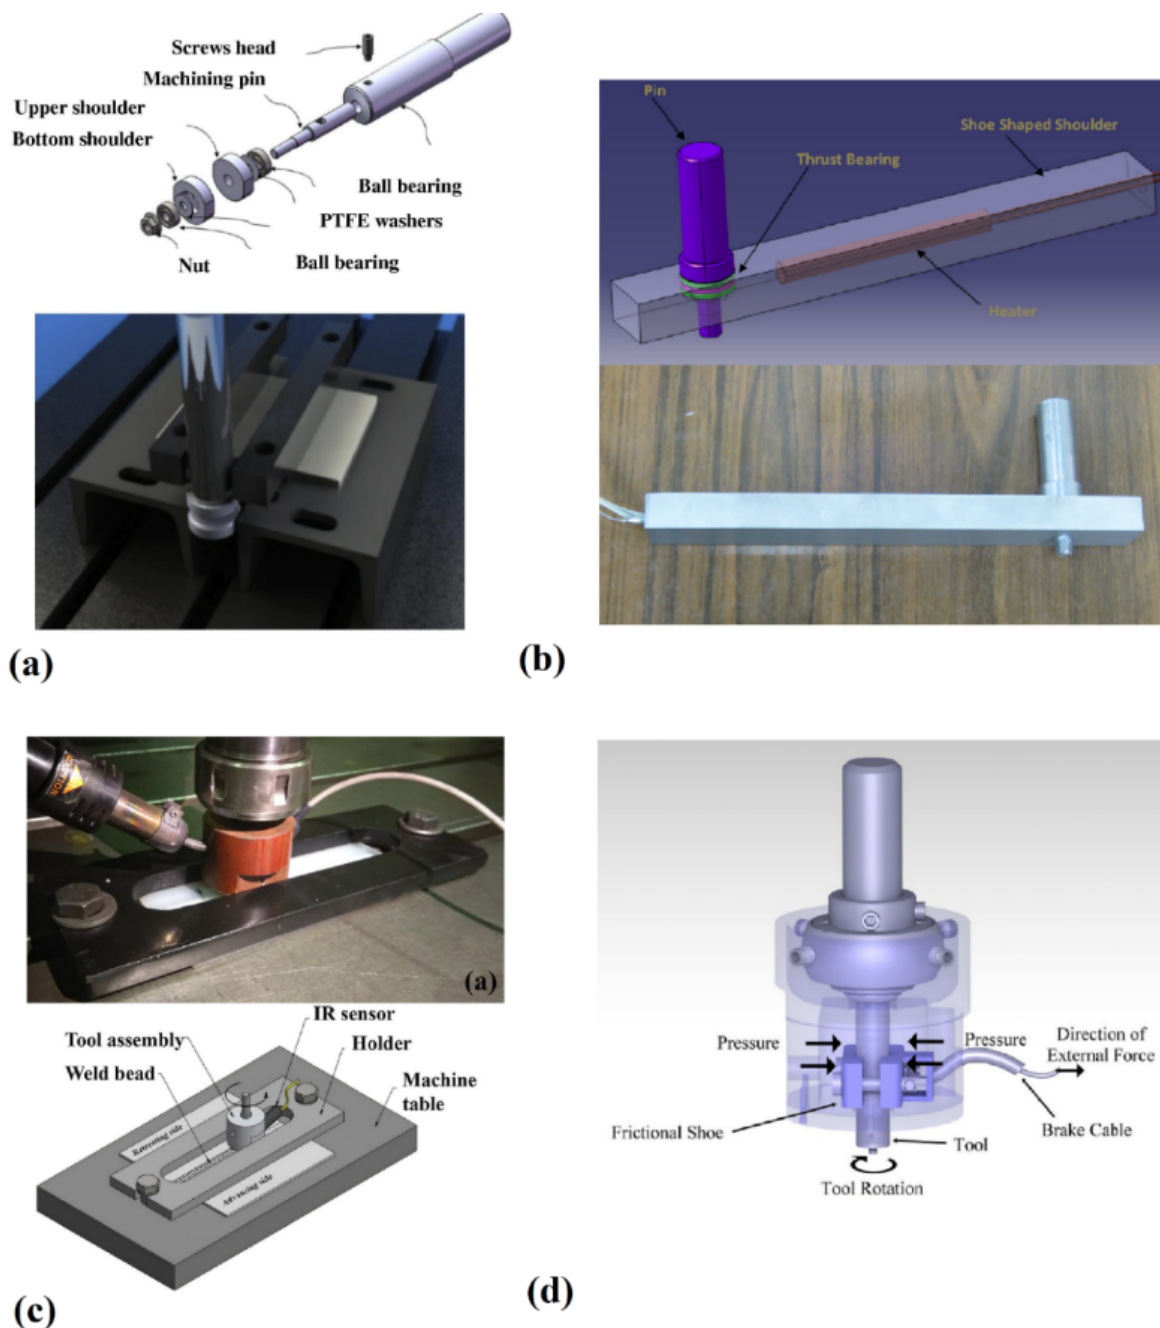 Screws head
Machining pin
Upper shoulder
Bottom shoulder
Ball bearing
PTFE washers
Nut
Ball bearing
(a)
Pin
Shoe Shaped Shoulder
Thrust Bearing
Heater
(b)
(a)
IR sensor
Tool assembly
Holder
Weld bead
Machine
table
Retreating side
Advancing side
(c)
Pressure
Pressure
Direction of
External Force
Frictional Shoe
Tool
Brake Cable
Tool Rotation
(d)